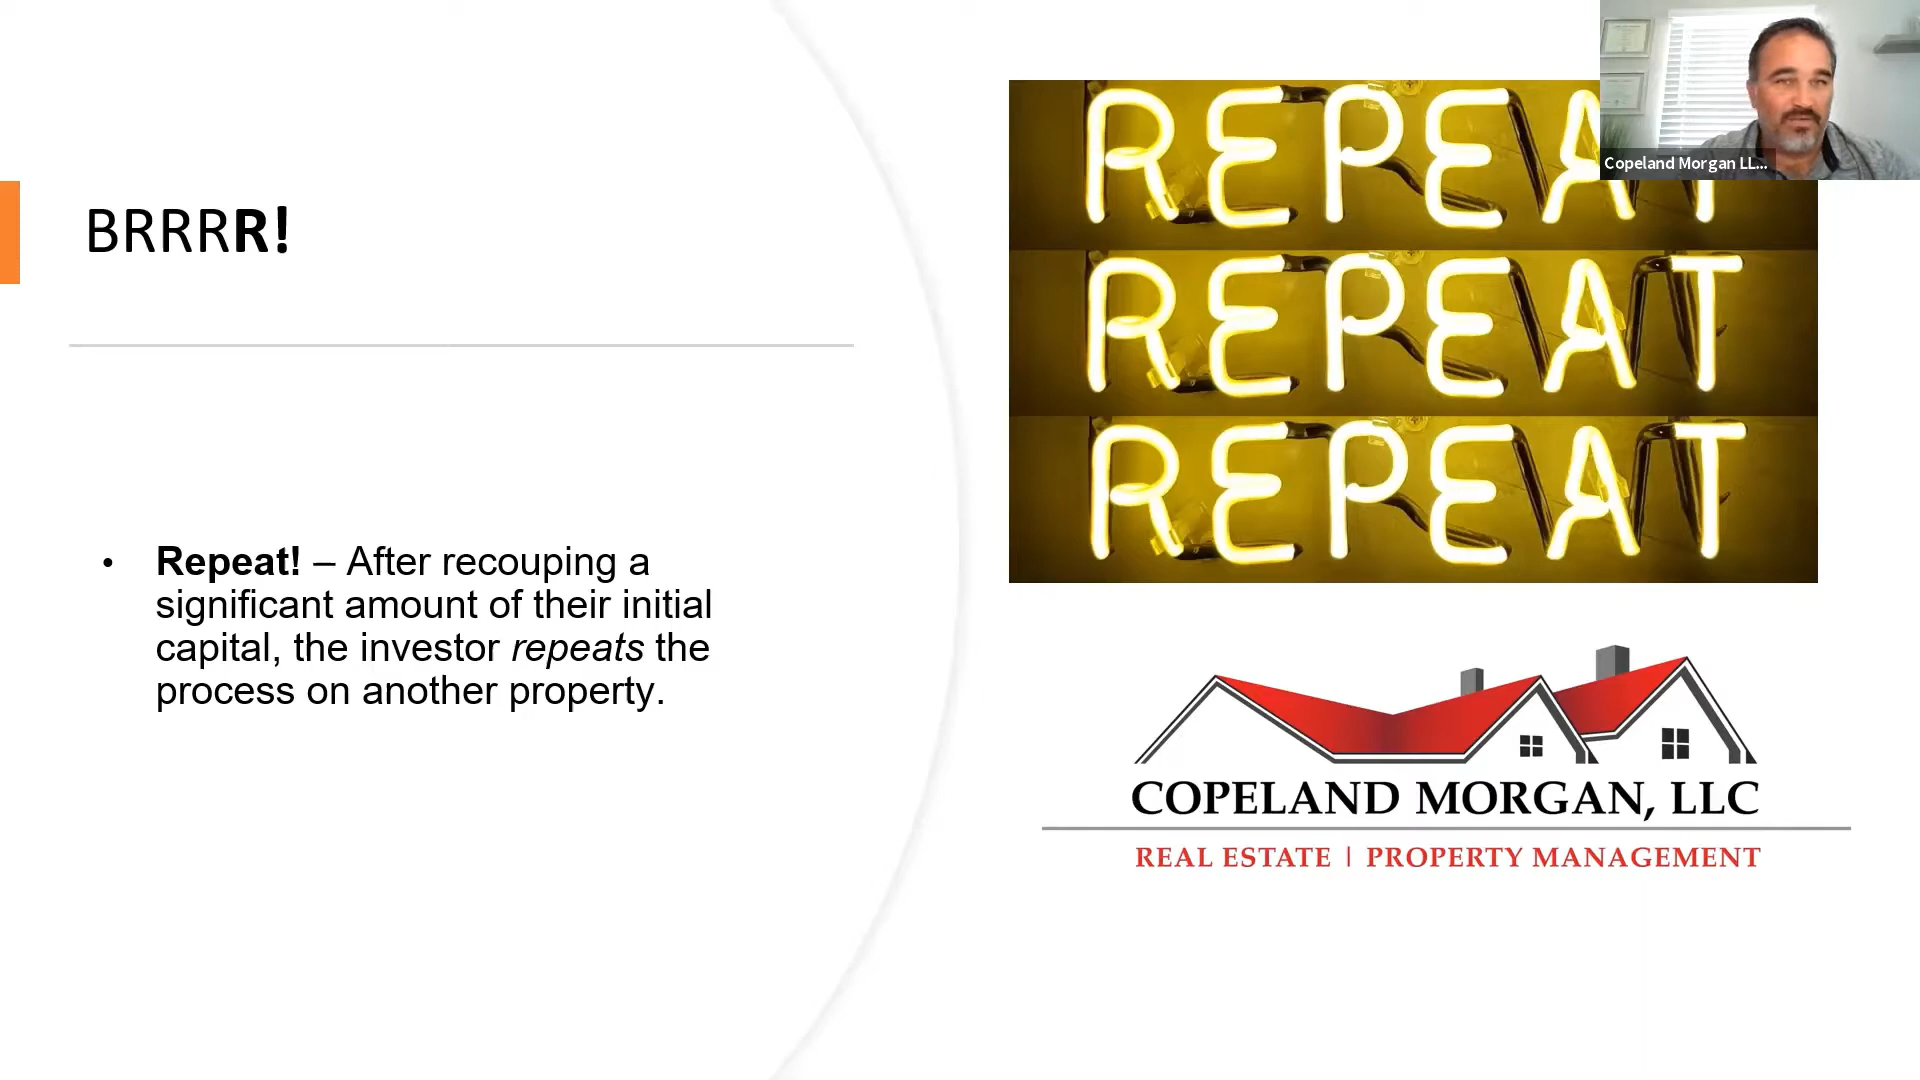 BRRRR!
• Repeat! – After recouping a
significant amount of their initial
capital, the investor repeats the
process on another property.
REPEAT
REPEAT
REPEAT
Copeland Morgan LL...
COPELAND MORGAN, LLC
REAL ESTATE | PROPERTY MANAGEMENT